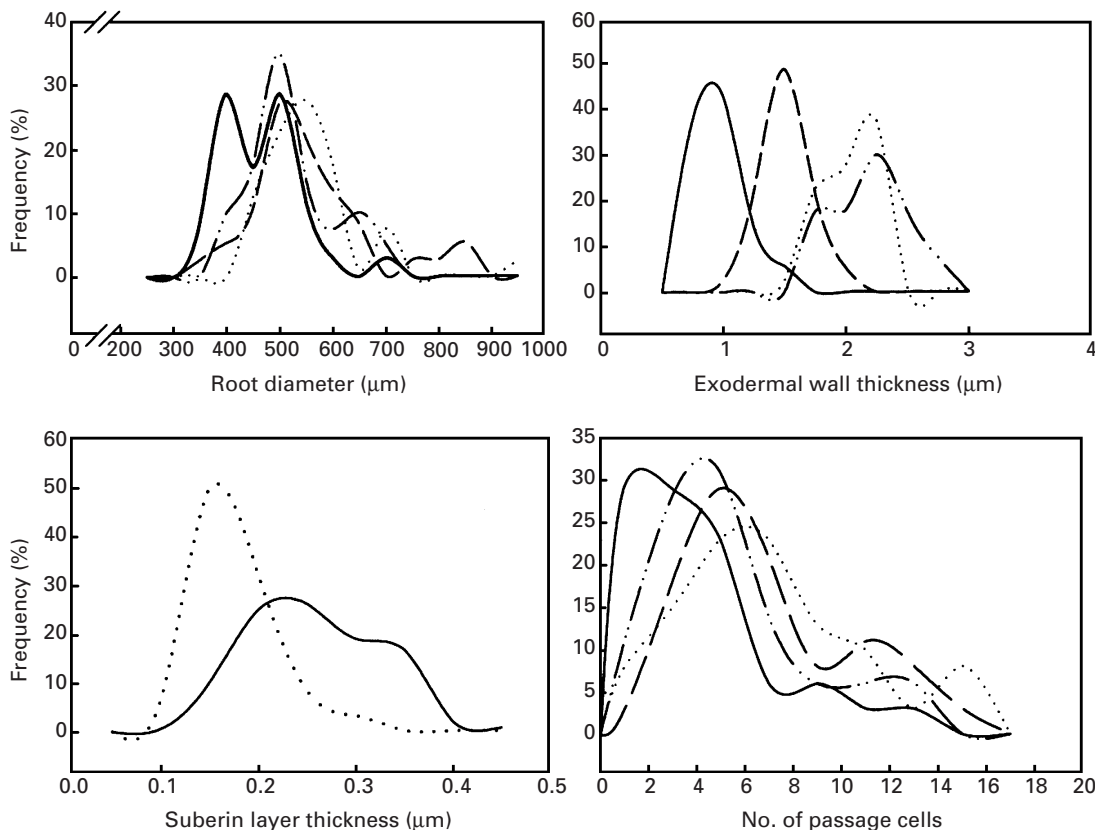 40
30
20
10
0
Frequency (%)
0 200 300 400 500 600 700 800 900 1000
Root diameter (µm)
60
50
40
30
20
10
0
0 1 2 3 4
Exodermal wall thickness (µm)
60
50
40
30
20
10
0
Frequency (%)
0.0 0.1 0.2 0.3 0.4 0.5
Suberin layer thickness (µm)
35
30
25
20
15
10
5
0
0 2 4 6 8 10 12 14 16 18 20
No. of passage cells